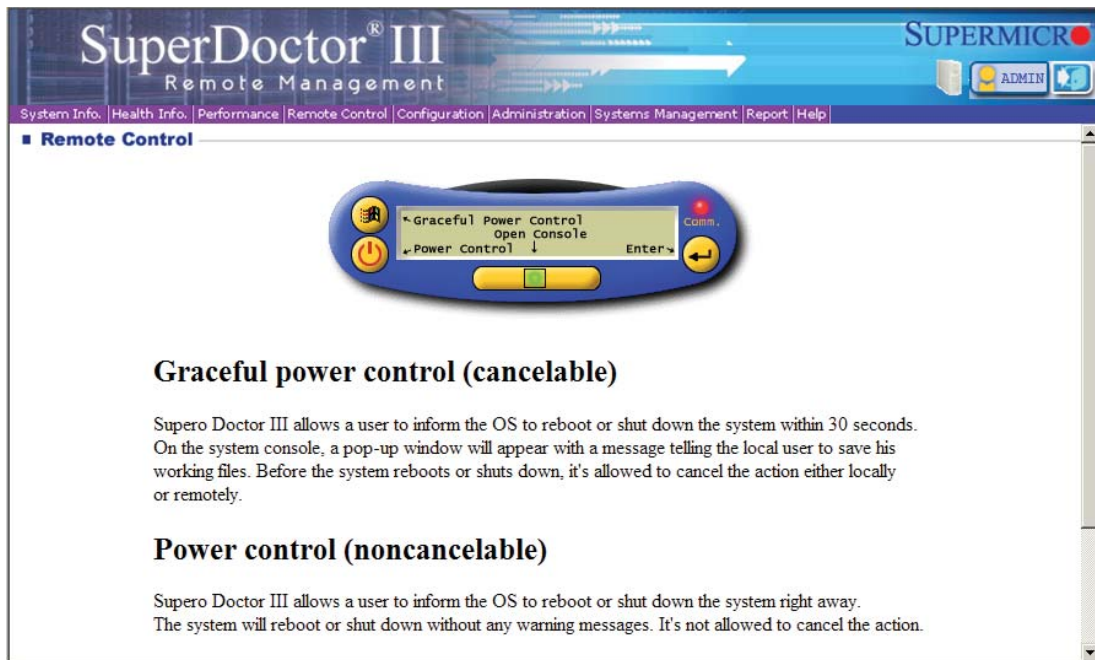 SuperDoctor® III
Remote Management
SUPERMICR
ADMIN
System Info. Health Info. Performance Remote Control Configuration Administration Systems Management Report Help
Remote Control
Graceful Power Control
Open Console
Power Control Enter
Comm.
Graceful power control (cancelable)
Supero Doctor III allows a user to inform the OS to reboot or shut down the system within 30 seconds.
On the system console, a pop-up window will appear with a message telling the local user to save his
working files. Before the system reboots or shuts down, it's allowed to cancel the action either locally
or remotely.
Power control (noncancelable)
Supero Doctor III allows a user to inform the OS to reboot or shut down the system right away.
The system will reboot or shut down without any warning messages. It's not allowed to cancel the action.